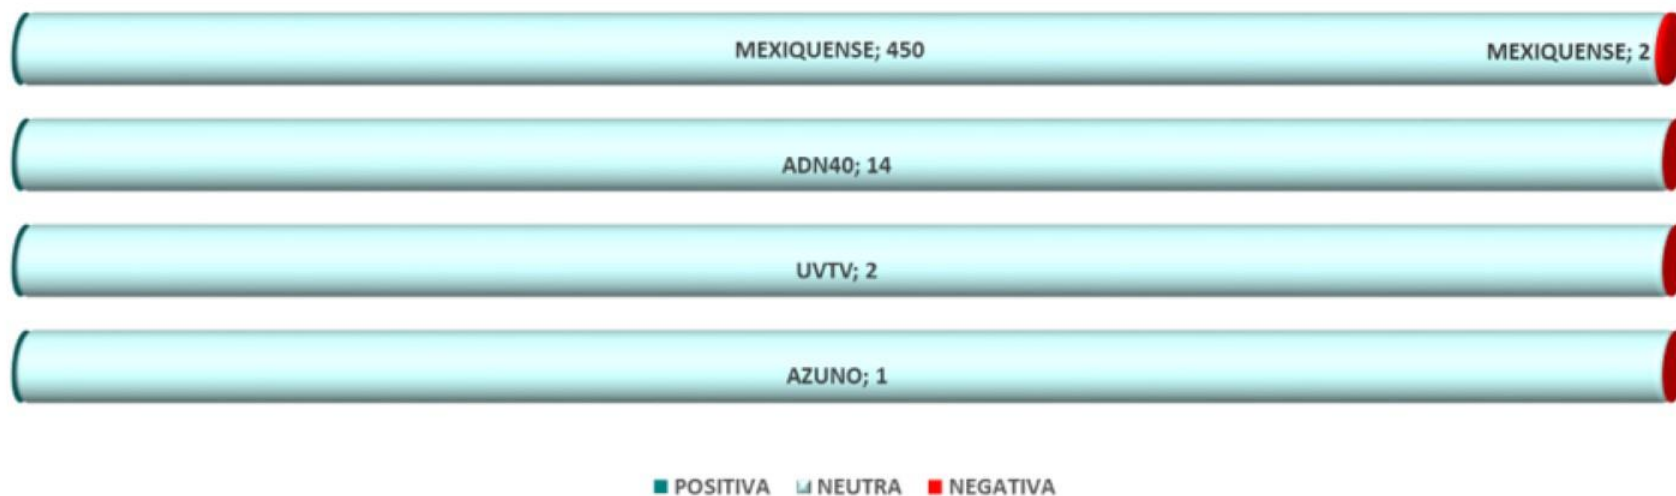 MEXIQUENSE; 450
MEXIQUENSE; 2
ADN40; 14
UVTV; 2
AZUNO; 1
POSITIVA NEUTRA NEGATIVA